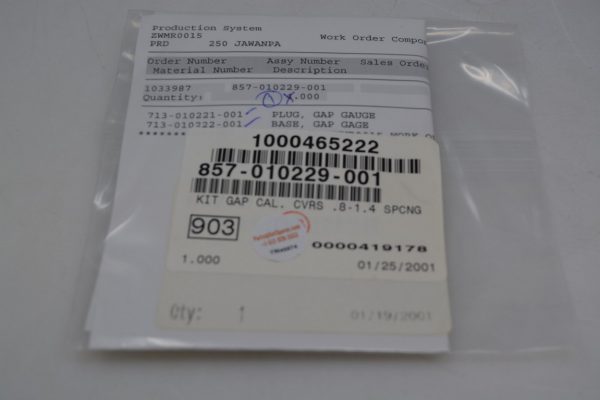 Production System
ZWMR0015 Work Order Compo
PRD 250 JAWANPA
Order Number Assy Number Sales Orde
Material Number Description
1033987 857-010229-001
Quantity: 1.000
713-010221-001 PLUG, GAP GAUGE
713-010222-001 BASE, GAP GAGE
1000465222
857-010229-001
KIT GAP CAL. CVRS .8-1.4 SPCNG
903
0000419178
1.000 01/25/2001
Qty: 1 01/19/2001